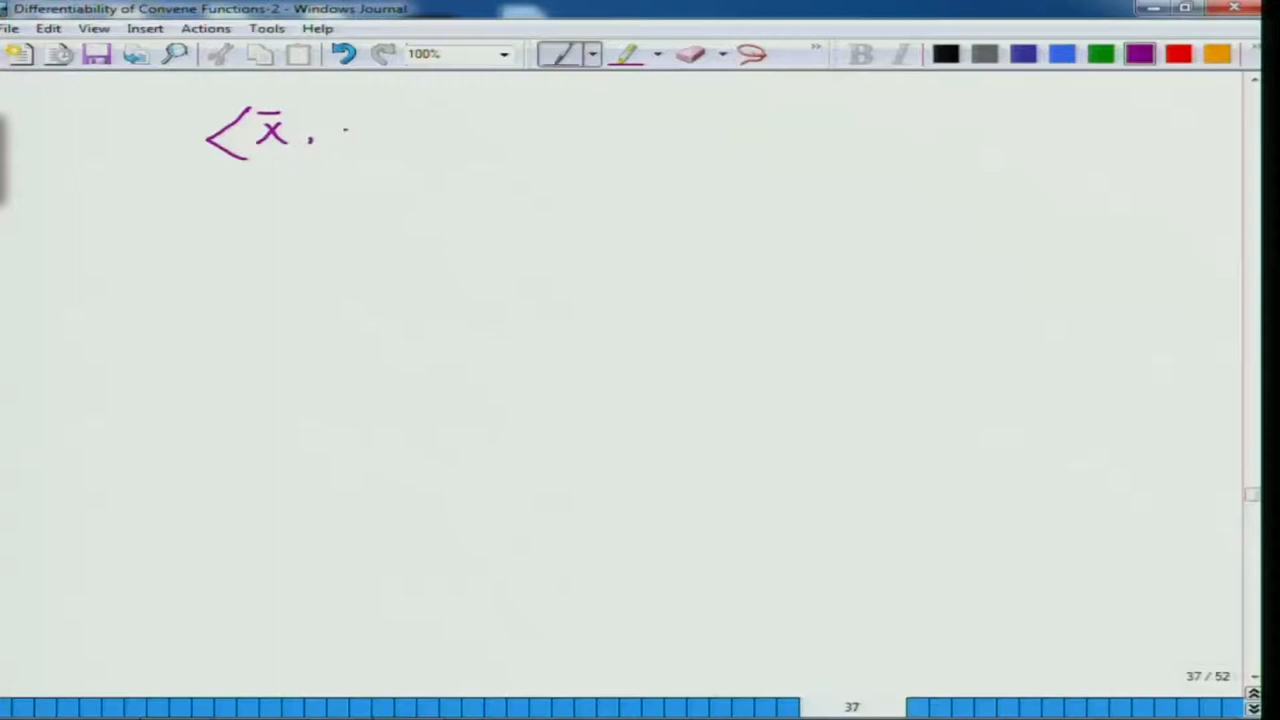 Differentiability of Convene Functions-2 - Windows Journal
File Edit View Insert Actions Tools Help
100% B I
<x̄ ,
37 / 52
37